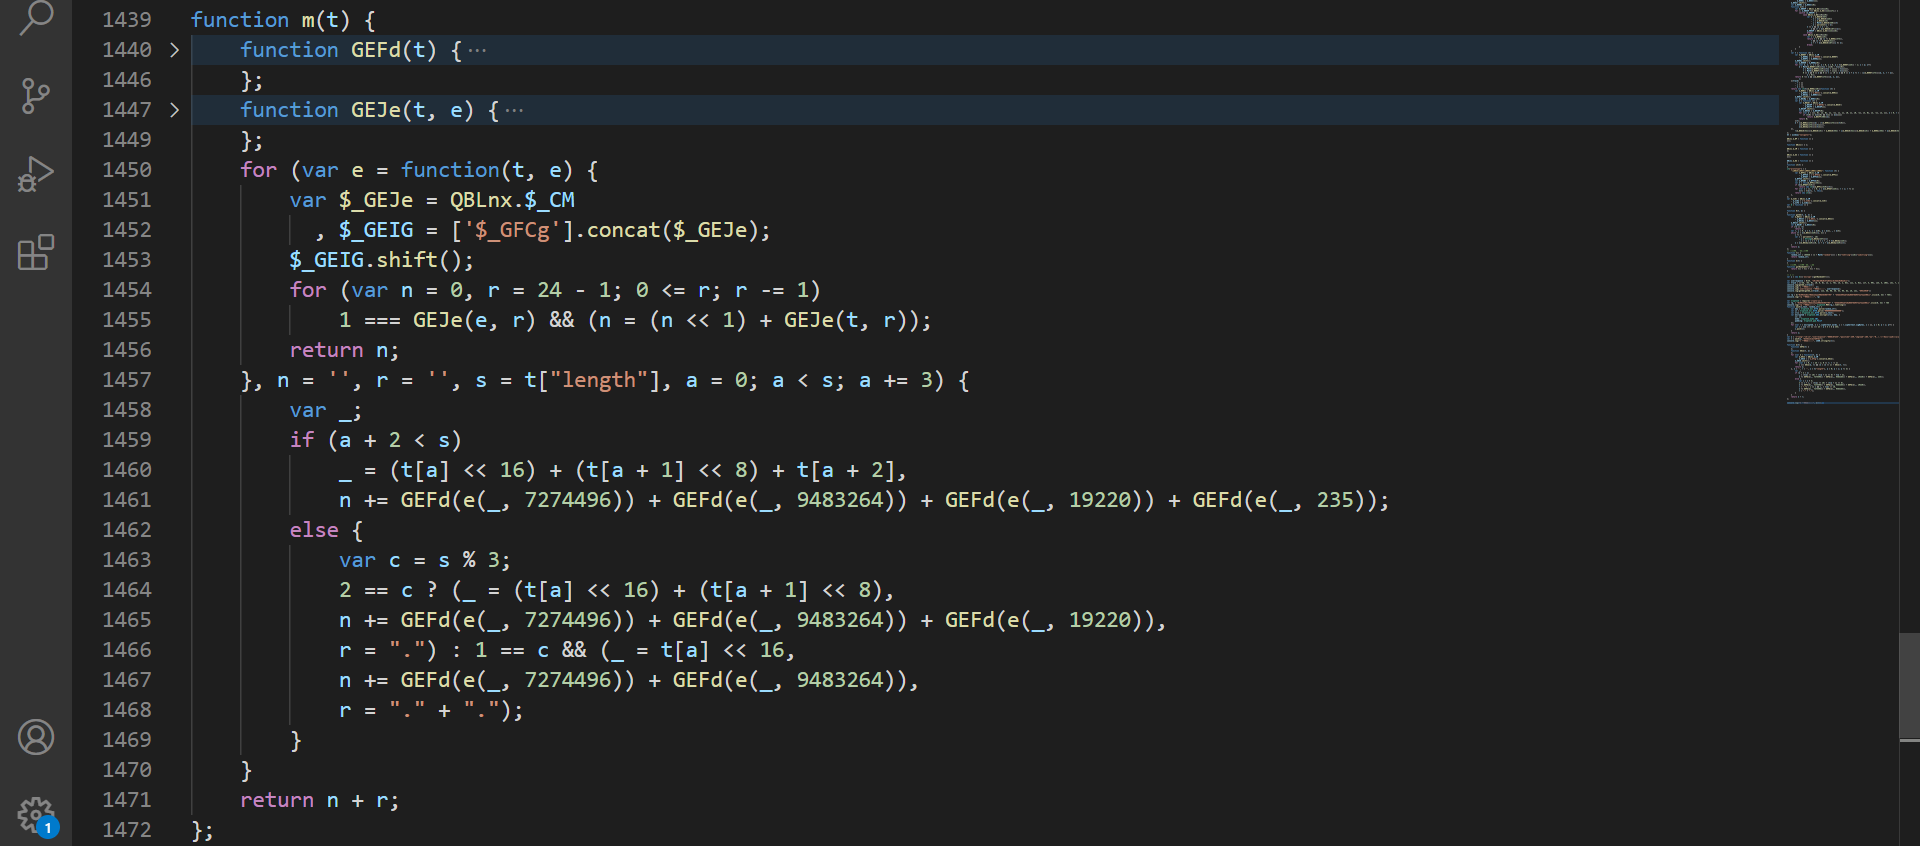 1439 function m(t) {
1440 function GEFd(t) { ···
1446 };
1447 function GEJe(t, e) { ···
1449 };
1450 for (var e = function(t, e) {
1451 var $_GEJe = QBLnx.$_CM
1452 , $_GEIG = ['$_GFCg'].concat($_GEJe);
1453 $_GEIG.shift();
1454 for (var n = 0, r = 24 - 1; 0 <= r; r -= 1)
1455 1 === GEJe(e, r) && (n = (n << 1) + GEJe(t, r));
1456 return n;
1457 }, n = '', r = '', s = t["length"], a = 0; a < s; a += 3) {
1458 var _;
1459 if (a + 2 < s)
1460 _ = (t[a] << 16) + (t[a + 1] << 8) + t[a + 2],
1461 n += GEFd(e(_, 7274496)) + GEFd(e(_, 9483264)) + GEFd(e(_, 19220)) + GEFd(e(_, 235));
1462 else {
1463 var c = s % 3;
1464 2 == c ? (_ = (t[a] << 16) + (t[a + 1] << 8),
1465 n += GEFd(e(_, 7274496)) + GEFd(e(_, 9483264)) + GEFd(e(_, 19220)),
1466 r = ".") : 1 == c && (_ = t[a] << 16,
1467 n += GEFd(e(_, 7274496)) + GEFd(e(_, 9483264)),
1468 r = "." + ".");
1469 }
1470 }
1471 return n + r;
1472 };
1